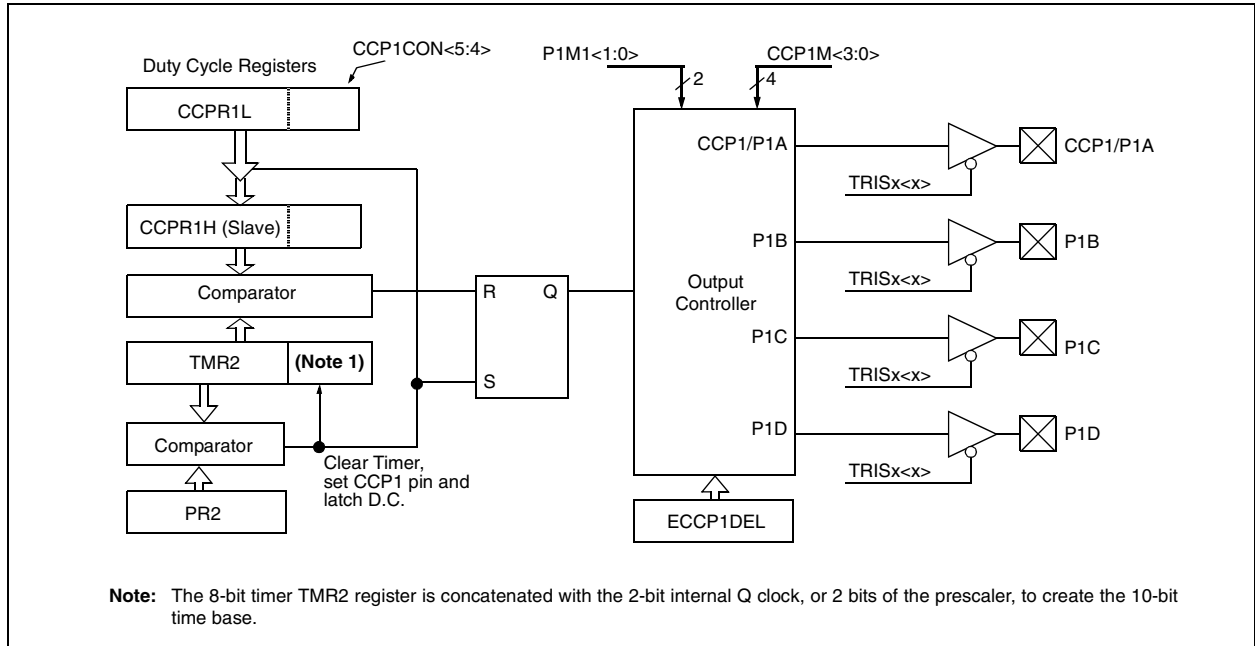 CCP1CON<5:4>
Duty Cycle Registers
CCPR1L
CCPR1H (Slave)
Comparator
TMR2
(Note 1)
Comparator
PR2
Clear Timer,
set CCP1 pin and
latch D.C.
R
Q
S
P1M1<1:0>
2
CCP1M<3:0>
4
Output
Controller
CCP1/P1A
P1B
P1C
P1D
ECCP1DEL
TRISx<x>
CCP1/P1A
TRISx<x>
P1B
TRISx<x>
P1C
TRISx<x>
P1D
Note: The 8-bit timer TMR2 register is concatenated with the 2-bit internal Q clock, or 2 bits of the prescaler, to create the 10-bit
time base.